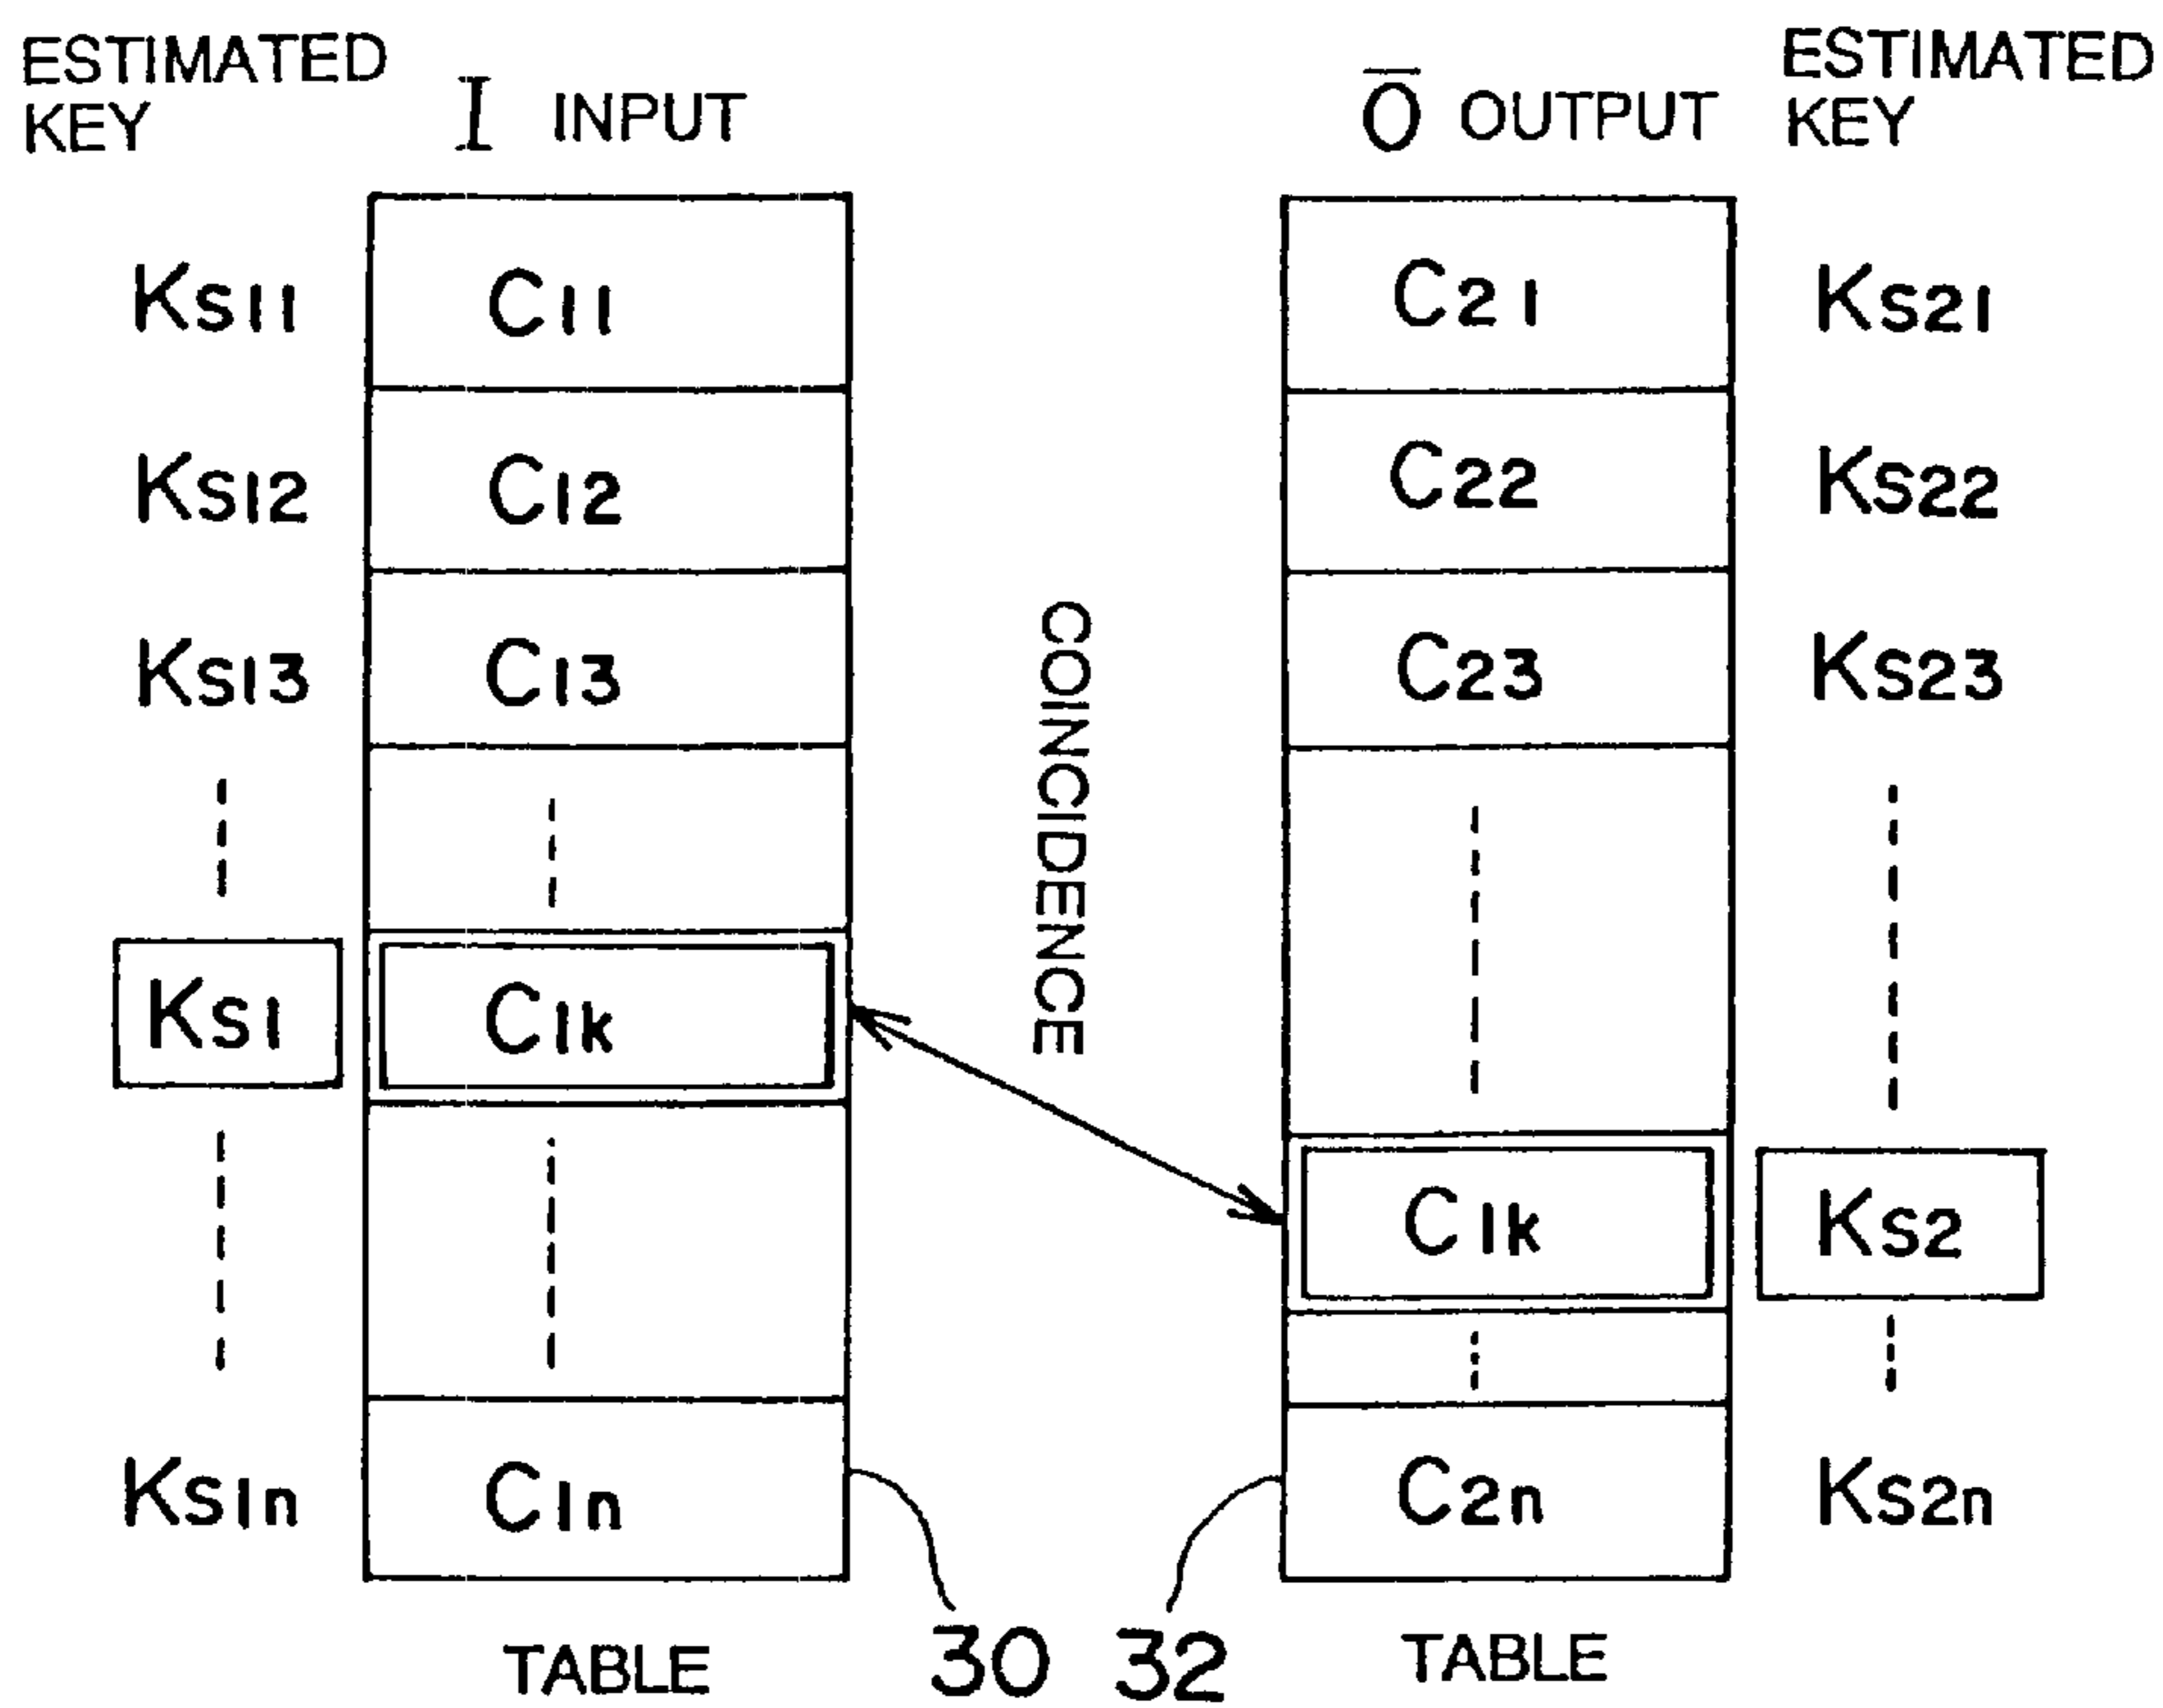 ESTIMATED KEY
I INPUT
O̅ OUTPUT
ESTIMATED KEY
KS11 C11 C21 KS21
KS12 C12 C22 KS22
KS13 C13 C23 KS23
COINCIDENCE
KS1 C1k
C1k KS2
KS1n C1n C2n KS2n
TABLE 30 32 TABLE